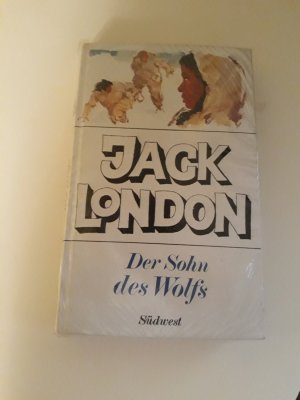 JACK
LONDON
Der Sohn
des Wolfs
Südwest